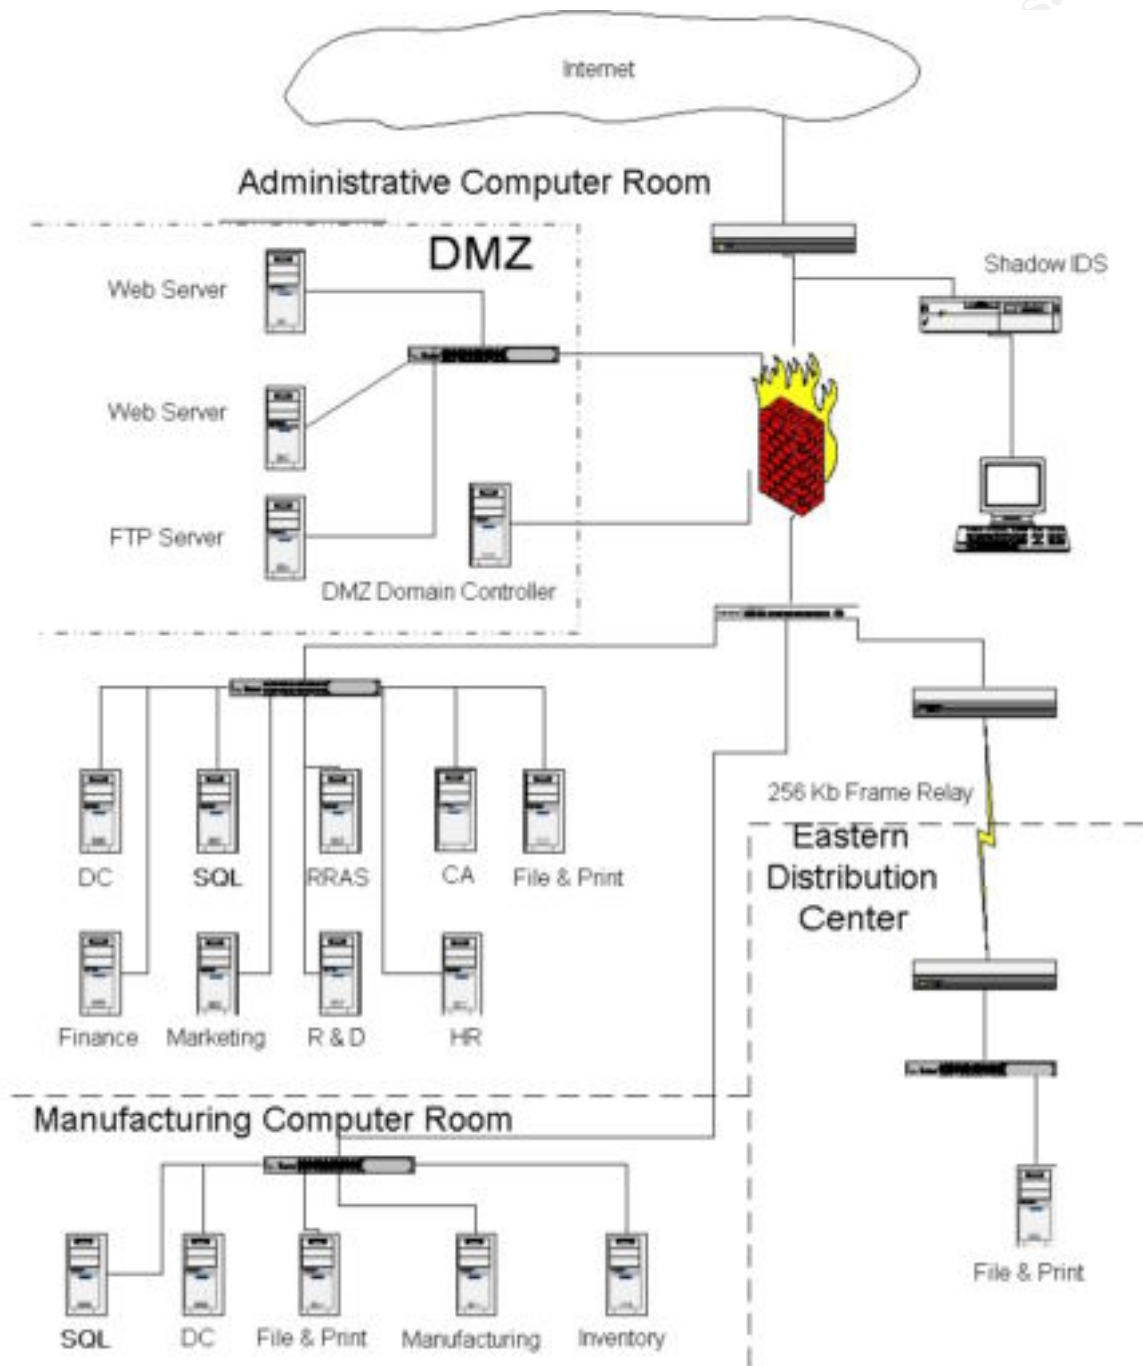 Internet
Administrative Computer Room
DMZ
Shadow IDS
Web Server
Web Server
FTP Server
DMZ Domain Controller
256 Kb Frame Relay
Eastern
Distribution
Center
DC
SQL
RRAS
CA
File & Print
Finance
Marketing
R & D
HR
Manufacturing Computer Room
File & Print
SQL
DC
File & Print
Manufacturing
Inventory